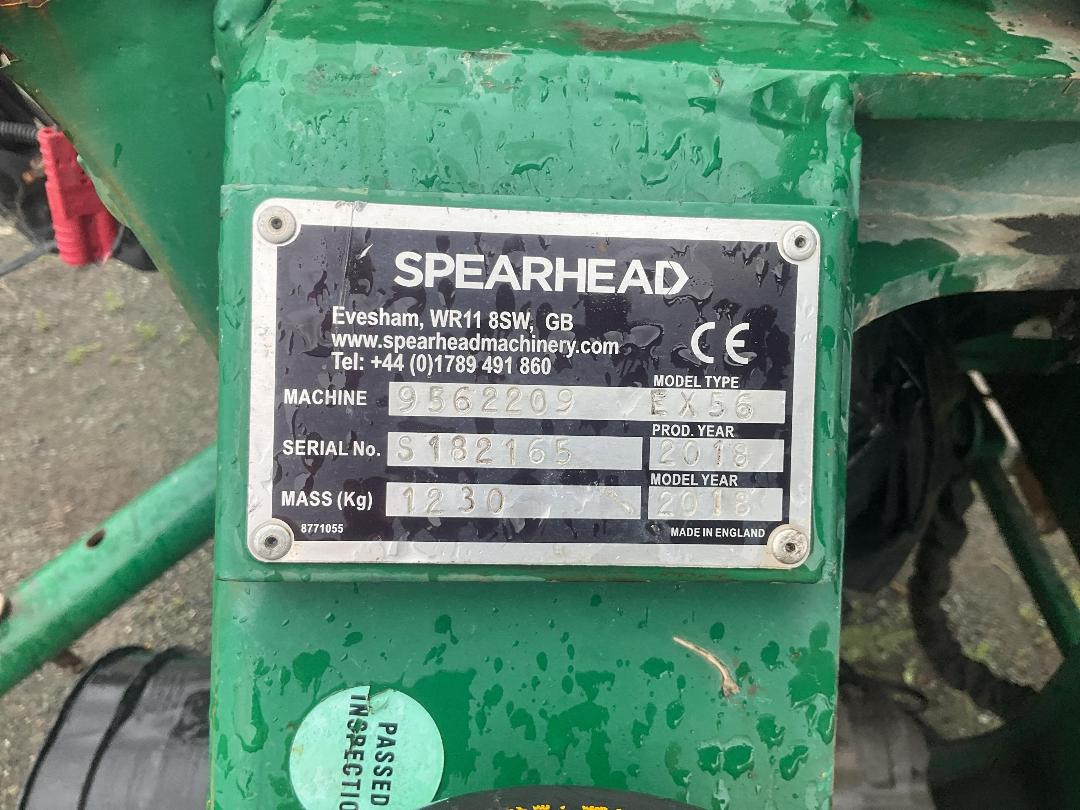 SPEARHEAD
Evesham, WR11 8SW, GB
www.spearheadmachinery.com
Tel: +44 (0)1789 491 860
CE
MODEL TYPE
MACHINE 9562209 EX56
PROD. YEAR
SERIAL No. S182165 2018
MODEL YEAR
MASS (Kg) 1230 2018
8771055 MADE IN ENGLAND
PASSED
INSPECTION